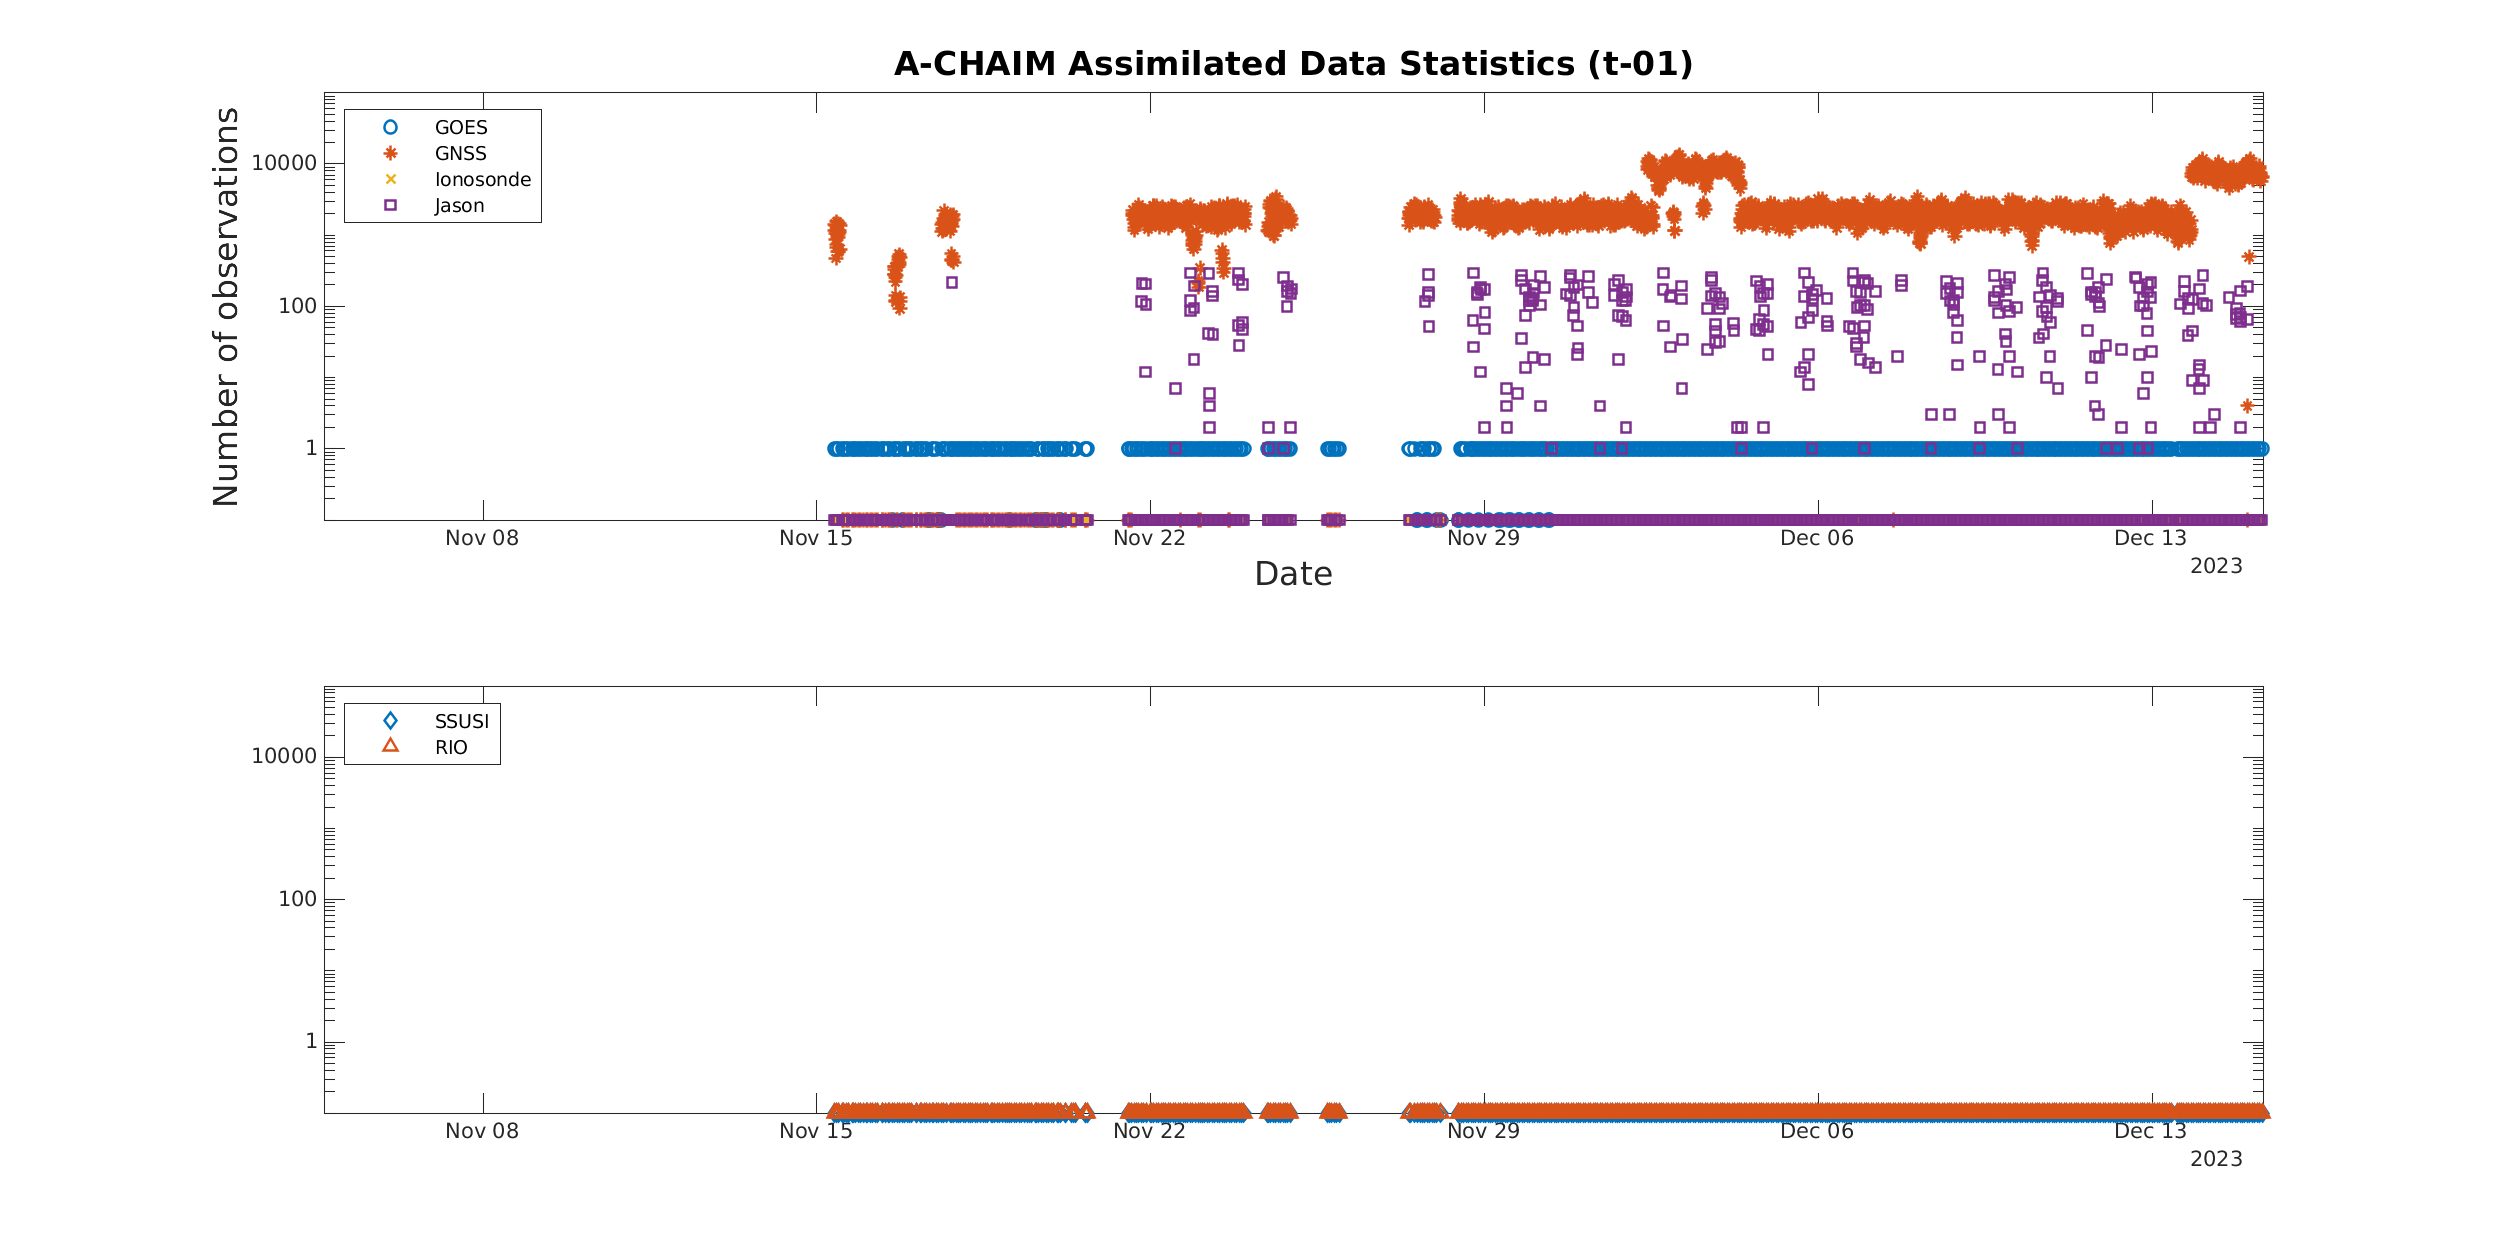 A-CHAIM Assimilated Data Statistics (t-01)
Number of observations
10000
100
1
GOES
GNSS
Ionosonde
Jason
Nov 08
Nov 15
Nov 22
Nov 29
Dec 06
Dec 13
2023
Date
10000
100
1
SSUSI
RIO
Nov 08
Nov 15
Nov 22
Nov 29
Dec 06
Dec 13
2023